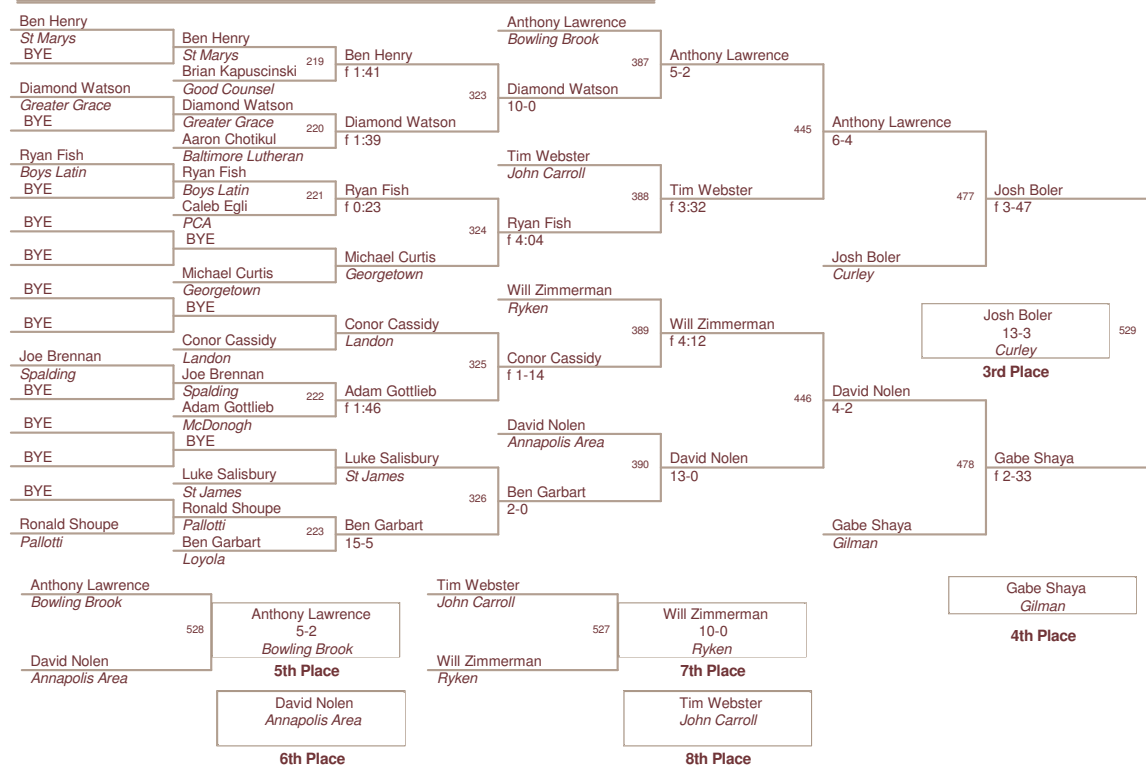 Ben Henry
St Marys
BYE
Diamond Watson
Greater Grace
BYE
Ryan Fish
Boys Latin
BYE
BYE
BYE
BYE
BYE
Joe Brennan
Spalding
BYE
BYE
BYE
BYE
Ronald Shoupe
Pallotti
Ben Henry
St Marys
219
Brian Kapuscinski
Good Counsel
Diamond Watson
Greater Grace
220
Aaron Chotikul
Baltimore Lutheran
Ryan Fish
Boys Latin
221
Caleb Egli
PCA
BYE
Michael Curtis
Georgetown
BYE
Conor Cassidy
Landon
Joe Brennan
Spalding
222
Adam Gottlieb
McDonogh
BYE
Luke Salisbury
St James
Ronald Shoupe
Pallotti
223
Ben Garbart
Loyola
Ben Henry
f 1:41
323
Diamond Watson
f 1:39
Ryan Fish
f 0:23
324
Michael Curtis
Georgetown
Conor Cassidy
Landon
325
Adam Gottlieb
f 1:46
Luke Salisbury
St James
326
Ben Garbart
15-5
Anthony Lawrence
Bowling Brook
387
Diamond Watson
10-0
Tim Webster
John Carroll
388
Ryan Fish
f 4:04
Will Zimmerman
Ryken
389
Conor Cassidy
f 1-14
David Nolen
Annapolis Area
390
Ben Garbart
2-0
Anthony Lawrence
5-2
445
Tim Webster
f 3:32
Will Zimmerman
f 4:12
446
David Nolen
13-0
Anthony Lawrence
6-4
477
Josh Boler
Curley
David Nolen
4-2
478
Gabe Shaya
Gilman
Josh Boler
f 3-47
Josh Boler
13-3
Curley
529
3rd Place
Gabe Shaya
f 2-33
Gabe Shaya
Gilman
4th Place
Anthony Lawrence
Bowling Brook
528
David Nolen
Annapolis Area
Anthony Lawrence
5-2
Bowling Brook
5th Place
David Nolen
Annapolis Area
6th Place
Tim Webster
John Carroll
527
Will Zimmerman
Ryken
Will Zimmerman
10-0
Ryken
7th Place
Tim Webster
John Carroll
8th Place